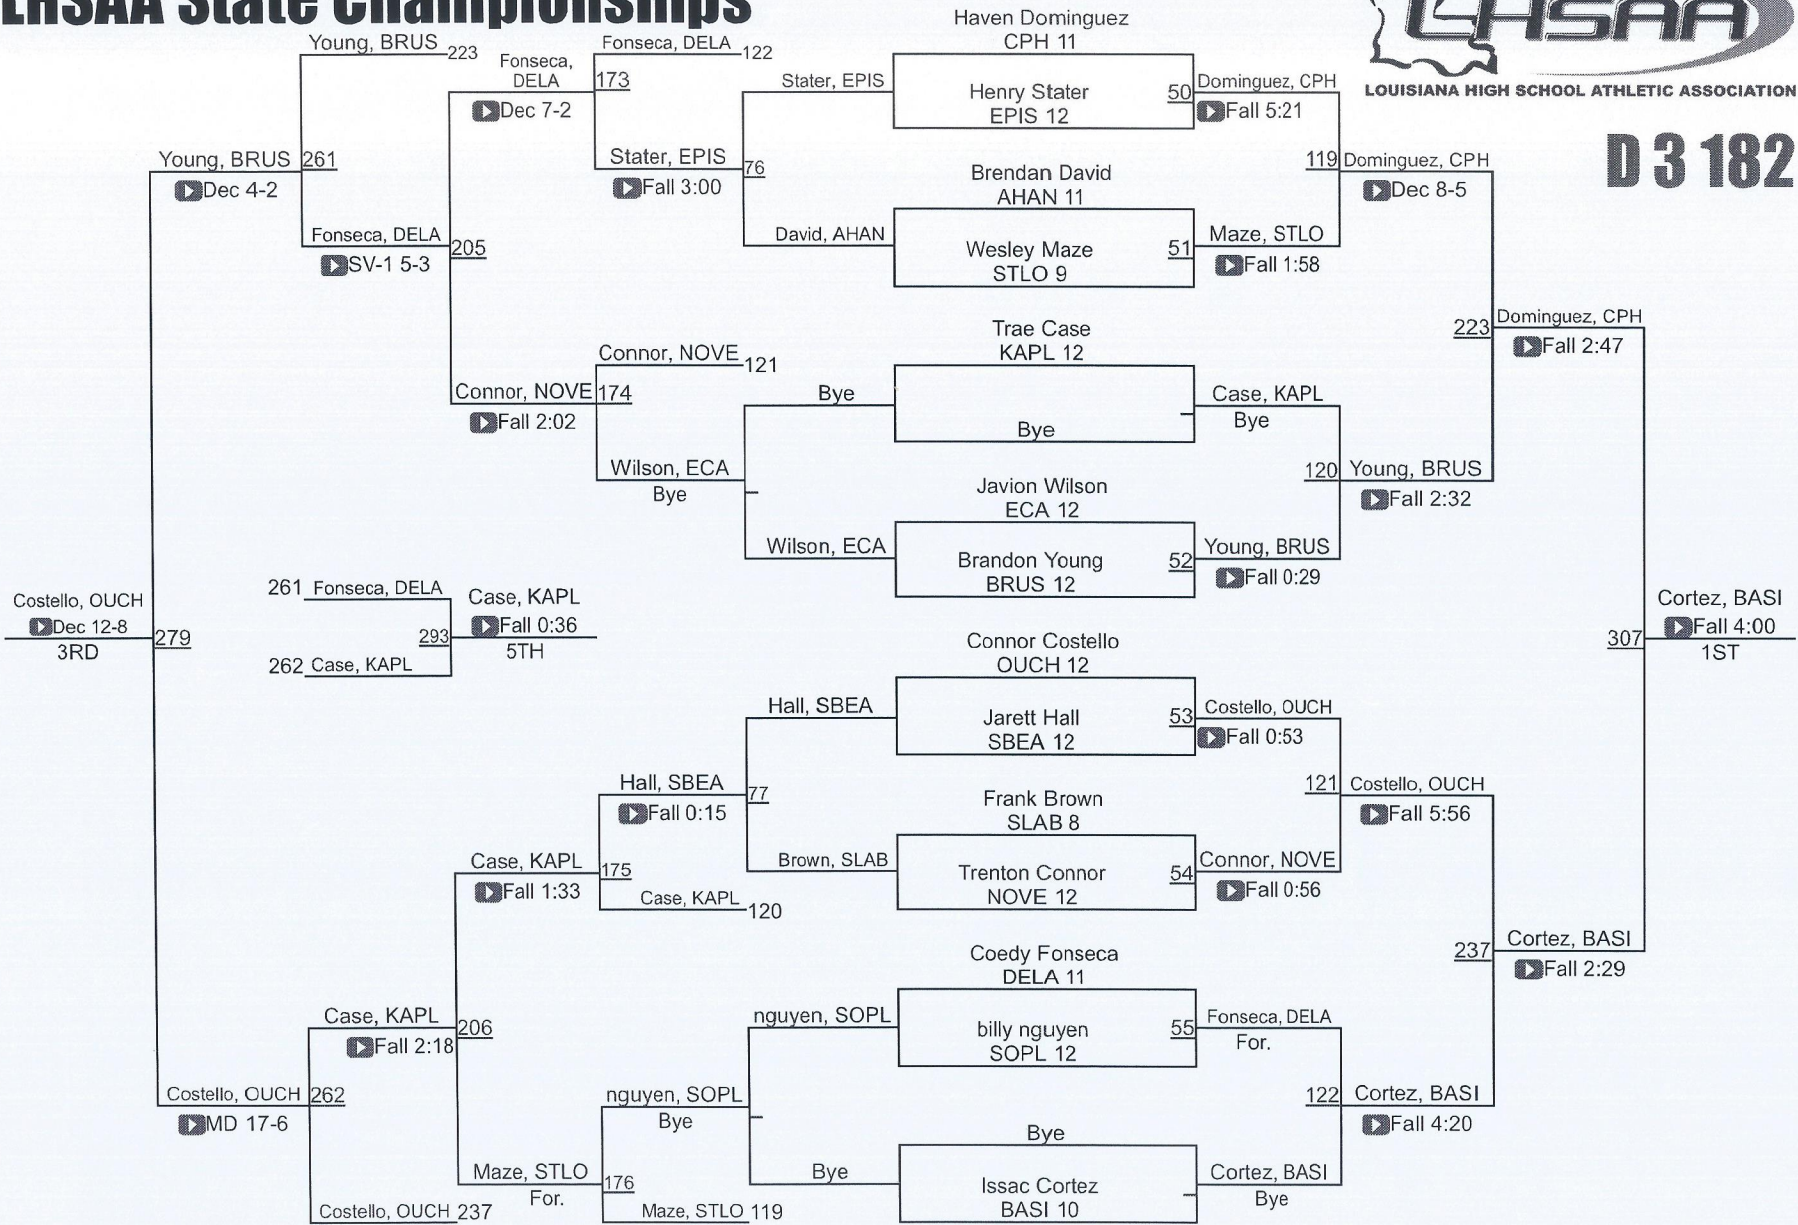 LHSAA State Championships
LHSAA
LOUISIANA HIGH SCHOOL ATHLETIC ASSOCIATION
D 3 182
Haven Dominguez
CPH 11
Henry Stater
EPIS 12
50
Brendan David
AHAN 11
Wesley Maze
STLO 9
51
Trae Case
KAPL 12
Bye
Javion Wilson
ECA 12
Brandon Young
BRUS 12
52
Connor Costello
OUCH 12
Jarett Hall
SBEA 12
53
Frank Brown
SLAB 8
Trenton Connor
NOVE 12
54
Coedy Fonseca
DELA 11
billy nguyen
SOPL 12
55
Bye
Issac Cortez
BASI 10
Dominguez, CPH
Fall 5:21
Maze, STLO
Fall 1:58
Case, KAPL
Bye
Young, BRUS
Fall 0:29
Costello, OUCH
Fall 0:53
Connor, NOVE
Fall 0:56
Fonseca, DELA
For.
Cortez, BASI
Bye
119 Dominguez, CPH
Dec 8-5
120 Young, BRUS
Fall 2:32
121 Costello, OUCH
Fall 5:56
122 Cortez, BASI
Fall 4:20
223 Dominguez, CPH
Fall 2:47
237 Cortez, BASI
Fall 2:29
Cortez, BASI
307 Fall 4:00
1ST
Stater, EPIS
76
David, AHAN
Bye
Wilson, ECA
Hall, SBEA
77
Brown, SLAB
nguyen, SOPL
Bye
Fonseca, DELA 122
173
Stater, EPIS
Fall 3:00
Connor, NOVE 121
174
Wilson, ECA
Bye
Hall, SBEA
Fall 0:15
175
Case, KAPL 120
nguyen, SOPL
Bye
176
Maze, STLO 119
Fonseca,
DELA
Dec 7-2
205
Connor, NOVE
Fall 2:02
Case, KAPL
Fall 1:33
206
Maze, STLO
For.
Young, BRUS 223
261
Fonseca, DELA
SV-1 5-3
Case, KAPL
Fall 2:18
262
Costello, OUCH 237
Young, BRUS
Dec 4-2
Costello, OUCH
MD 17-6
Costello, OUCH
Dec 12-8
279
3RD
261 Fonseca, DELA
293
262 Case, KAPL
Case, KAPL
Fall 0:36
5TH